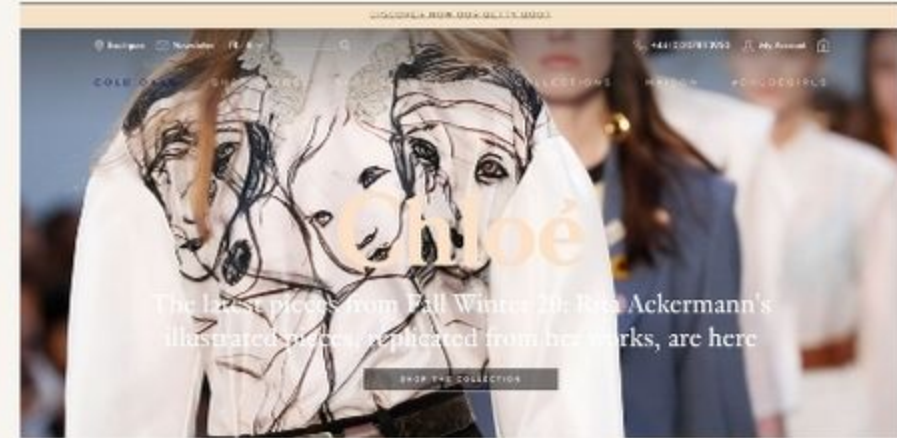 DISCOVER NOW OUR BETTY BOOT
Boutiques Newsletter
My Account
COLLECTIONS MAISON #CHLOEGIRLS
Chloé
The latest pieces from Fall Winter 20: Rita Ackermann's
illustrated pieces, replicated from her works, are here
SHOP THE COLLECTION